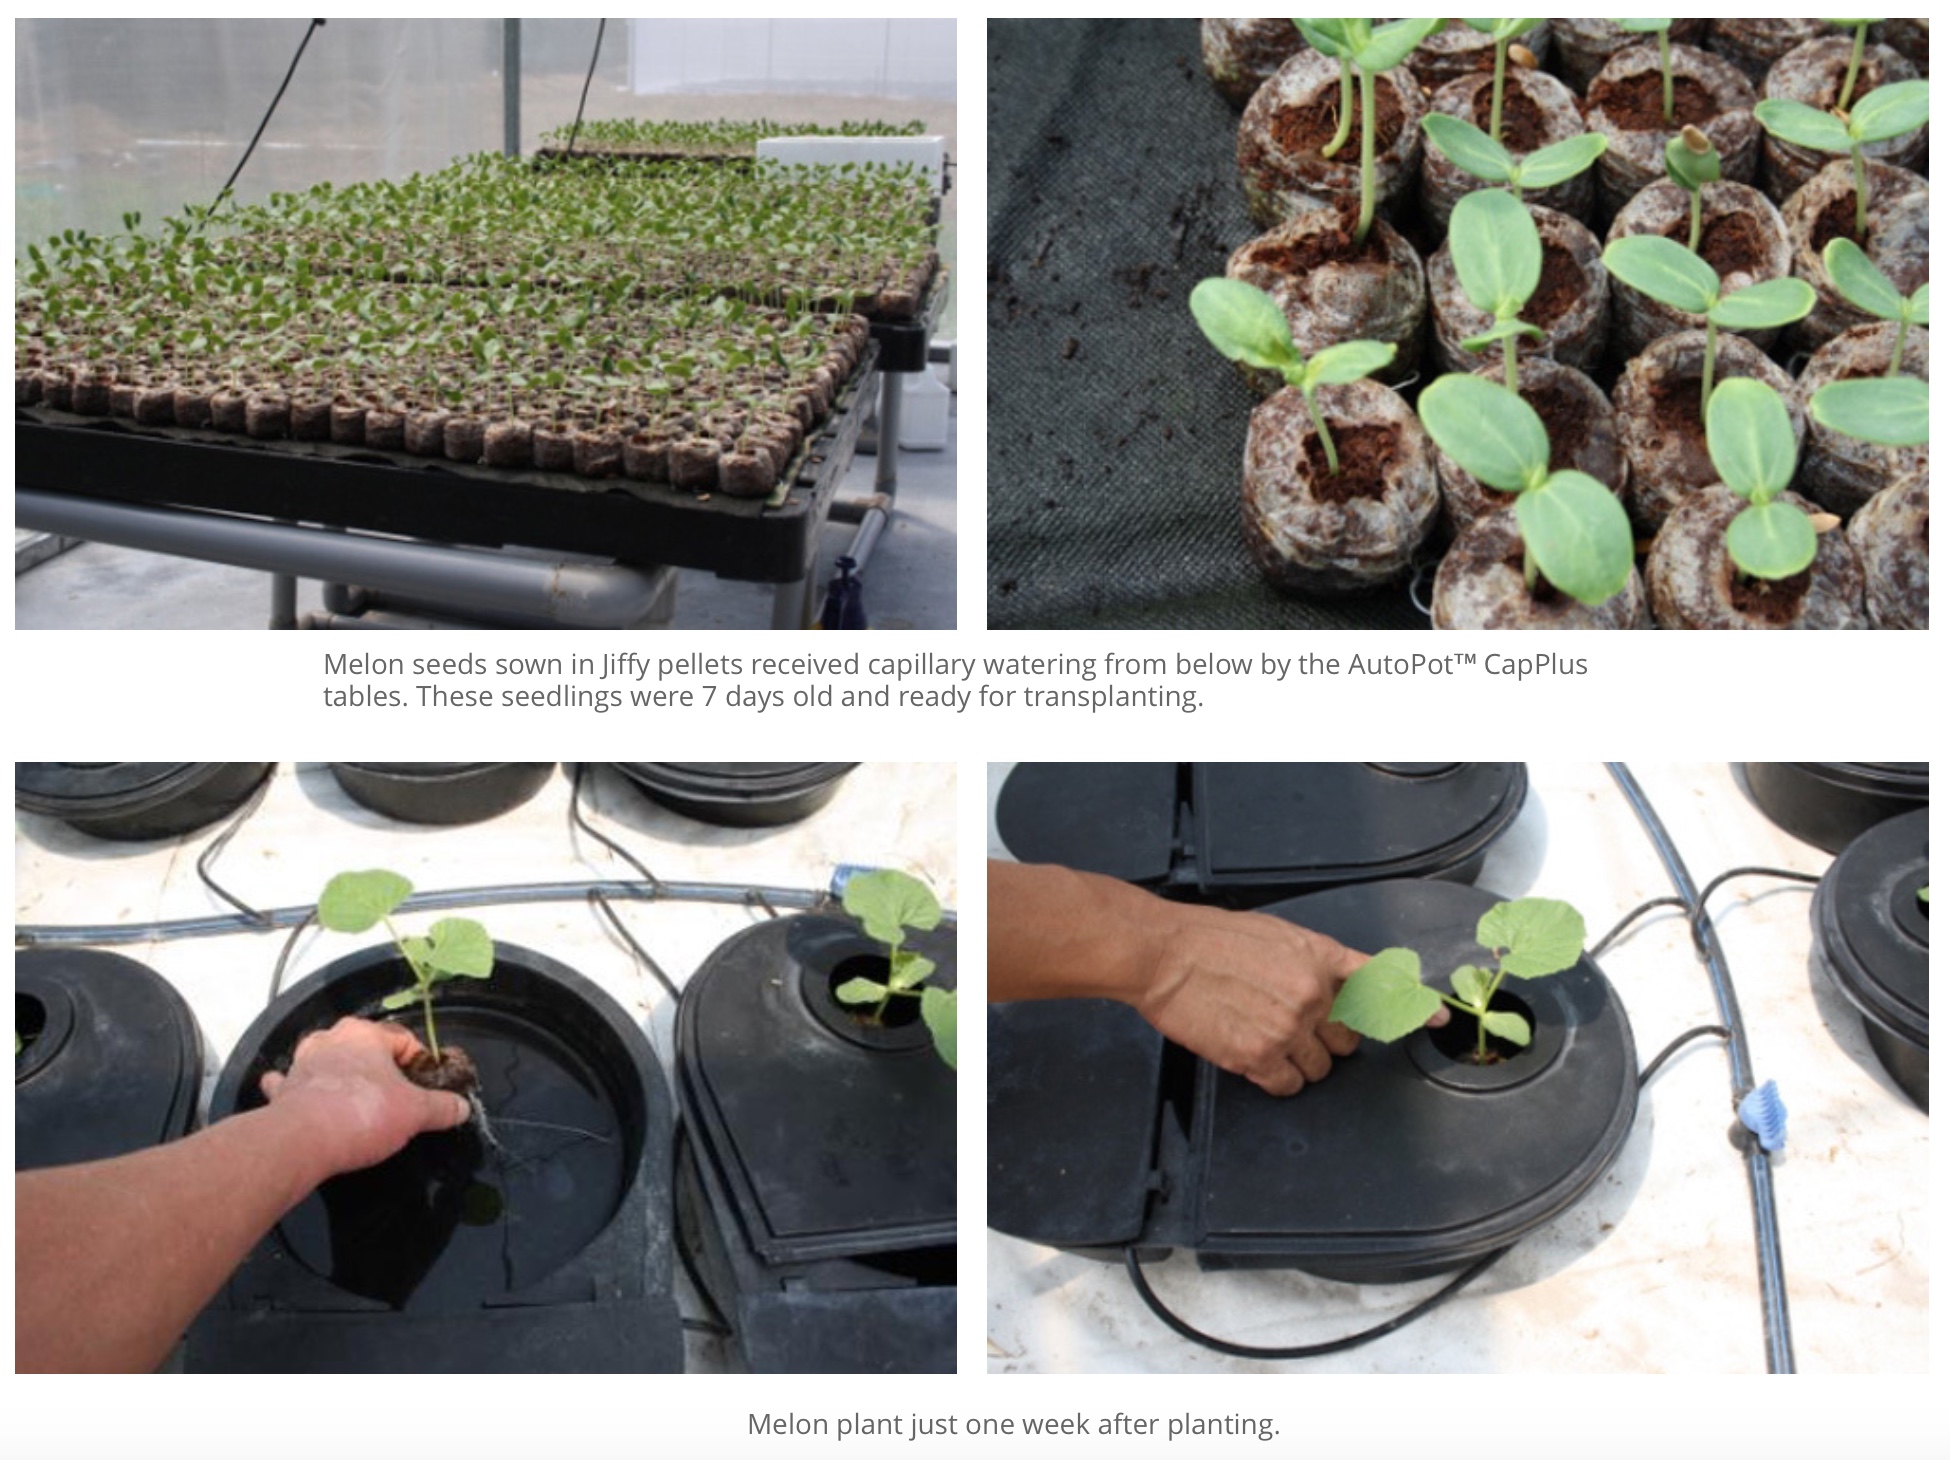 Melon seeds sown in Jiffy pellets received capillary watering from below by the AutoPot™ CapPlus
tables. These seedlings were 7 days old and ready for transplanting.
Melon plant just one week after planting.